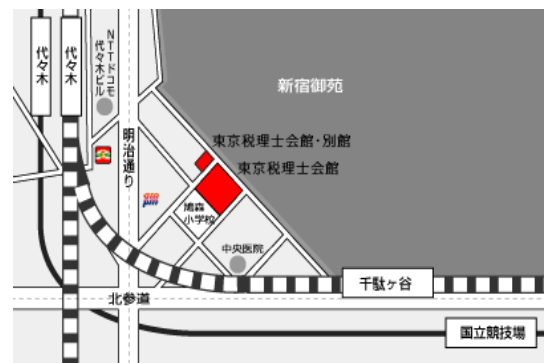 代々木
代々木
NTTドコモ
代々木ビル
新宿御苑
明治通り
東京税理士会館・別館
東京税理士会館
am
pm
鳩森
小学校
中央医院
千駄ヶ谷
北参道
国立競技場